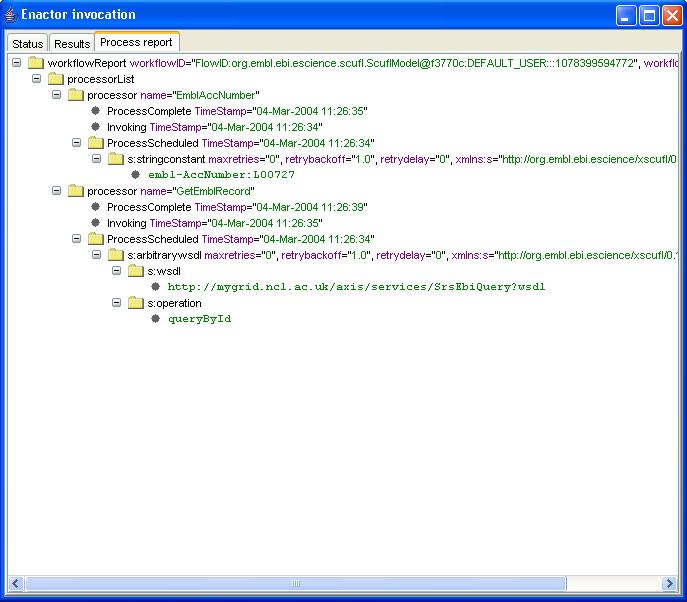 Enactor invocation
Status Results Process report
workflowReport workflowID="FlowID:org.embl.ebi.escience.scufl.ScuflModel@f3770c:DEFAULT_USER:::1078399594772", workflo
processorList
processor name="EmblAccNumber"
ProcessComplete TimeStamp="04-Mar-2004 11:26:35"
Invoking TimeStamp="04-Mar-2004 11:26:34"
ProcessScheduled TimeStamp="04-Mar-2004 11:26:34"
s:stringconstant maxretries="0", retrybackoff="1.0", retrydelay="0", xmlns:s="http://org.embl.ebi.escience/xscufl/0.
embl-AccNumber:L00727
processor name="GetEmblRecord"
ProcessComplete TimeStamp="04-Mar-2004 11:26:39"
Invoking TimeStamp="04-Mar-2004 11:26:35"
ProcessScheduled TimeStamp="04-Mar-2004 11:26:34"
s:arbitrarywsdl maxretries="0", retrybackoff="1.0", retrydelay="0", xmlns:s="http://org.embl.ebi.escience/xscufl/0.
s:wsdl
http://mygrid.ncl.ac.uk/axis/services/SrsEbiQuery?wsdl
s:operation
queryById